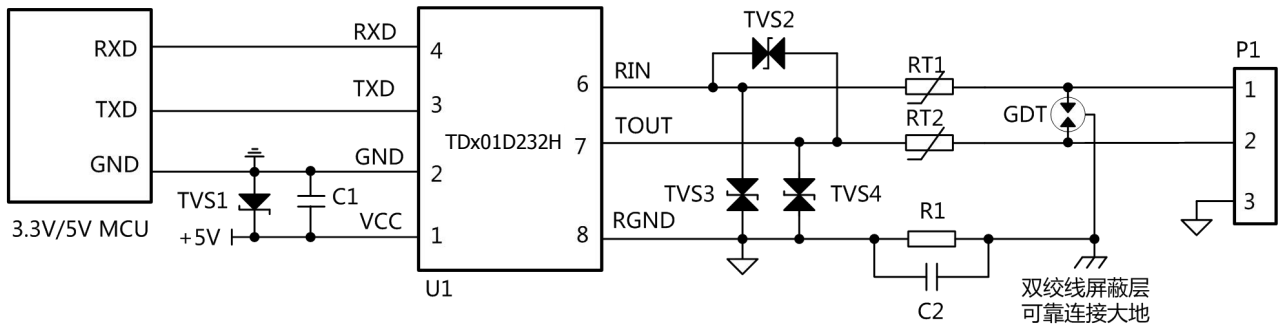 TVS2
RXD
RXD
4
RIN
6
RT1
P1
1
TXD
TXD
3
TDx01D232H
TOUT
7
RT2
GDT
2
GND
GND
2
TVS1
C1
TVS3
TVS4
3
3.3V/5V MCU
+5V
VCC
1
RGND
8
R1
U1
C2
双绞线屏蔽层
可靠连接大地